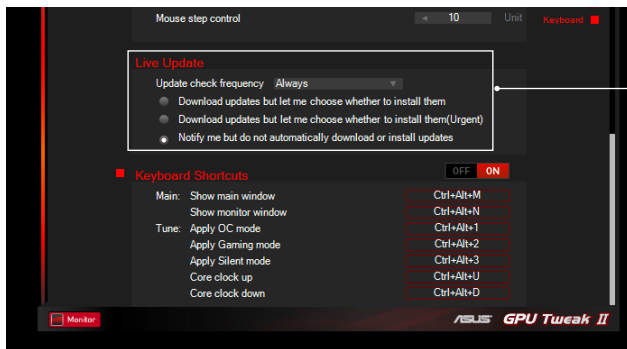 Mouse step control 10 Unit Keyboard
Live Update
Update check frequency Always
Download updates but let me choose whether to install them
Download updates but let me choose whether to install them(Urgent)
Notify me but do not automatically download or install updates
Keyboard Shortcuts OFF ON
Main: Show main window Ctrl+Alt+M
Show monitor window Ctrl+Alt+N
Tune: Apply OC mode Ctrl+Alt+1
Apply Gaming mode Ctrl+Alt+2
Apply Silent mode Ctrl+Alt+3
Core clock up Ctrl+Alt+U
Core clock down Ctrl+Alt+D
Monitor ASUS GPU Tweak II